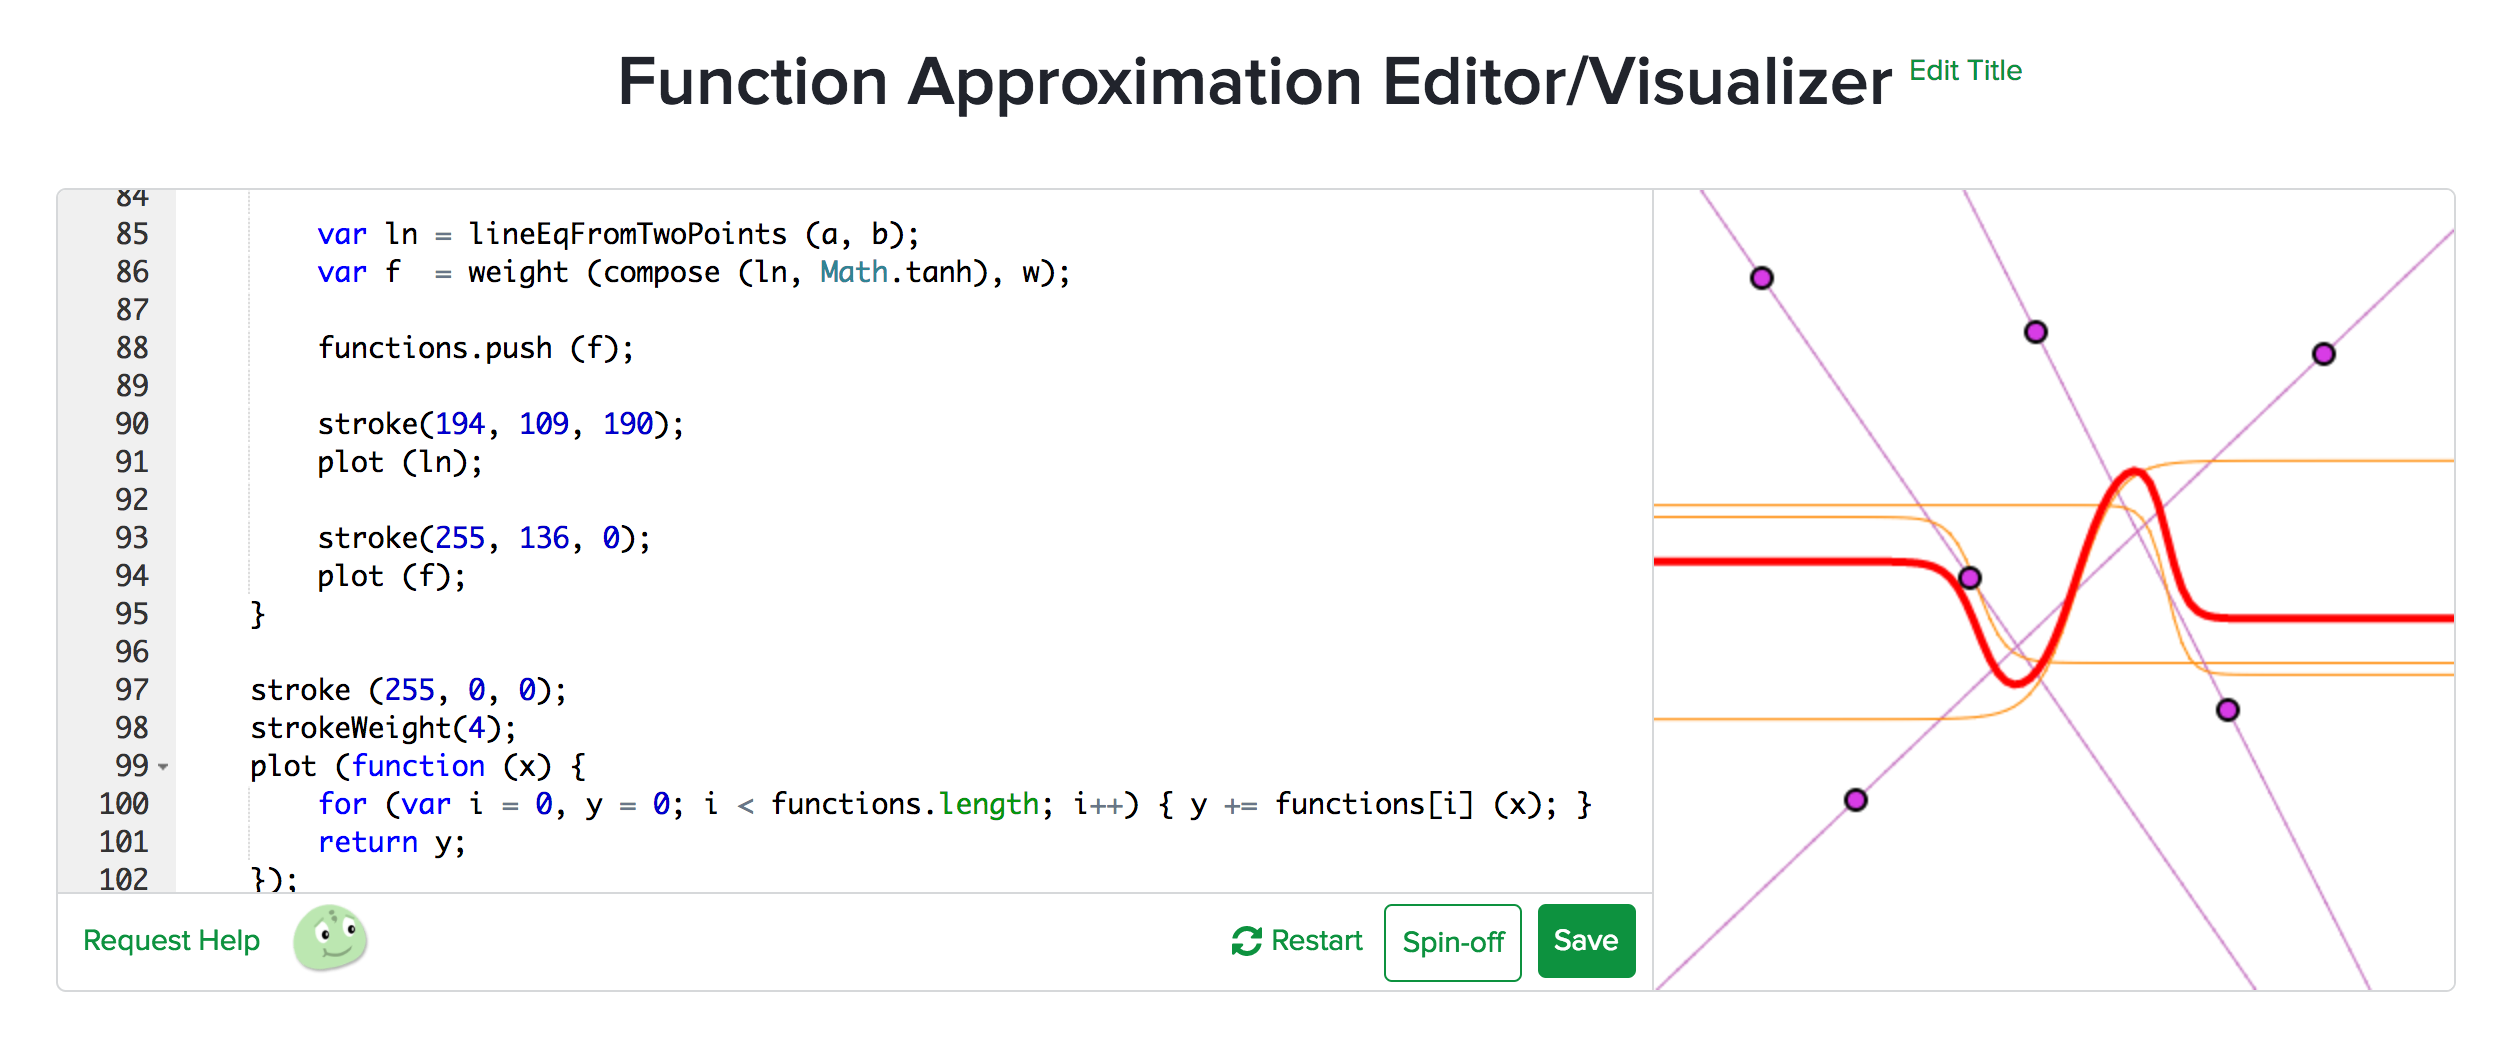 Function Approximation Editor/Visualizer Edit Title
84
85 var ln = lineEqFromTwoPoints (a, b);
86 var f = weight (compose (ln, Math.tanh), w);
87
88 functions.push (f);
89
90 stroke(194, 109, 190);
91 plot (ln);
92
93 stroke(255, 136, 0);
94 plot (f);
95 }
96
97 stroke (255, 0, 0);
98 strokeWeight(4);
99 plot (function (x) {
100 for (var i = 0, y = 0; i < functions.length; i++) { y += functions[i] (x); }
101 return y;
102 });
Request Help Restart Spin-off Save